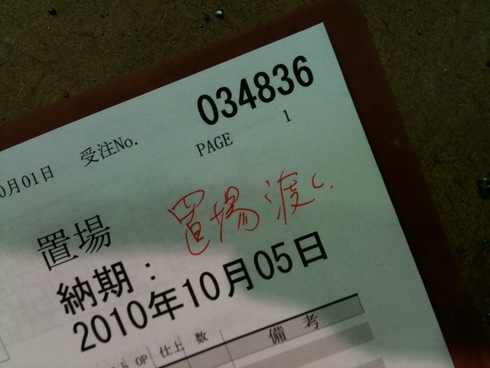 034836
0月01日 受注No.
PAGE 1
置場 置場渡し.
納期:
2010年10月05日
OP 仕上 数 備考